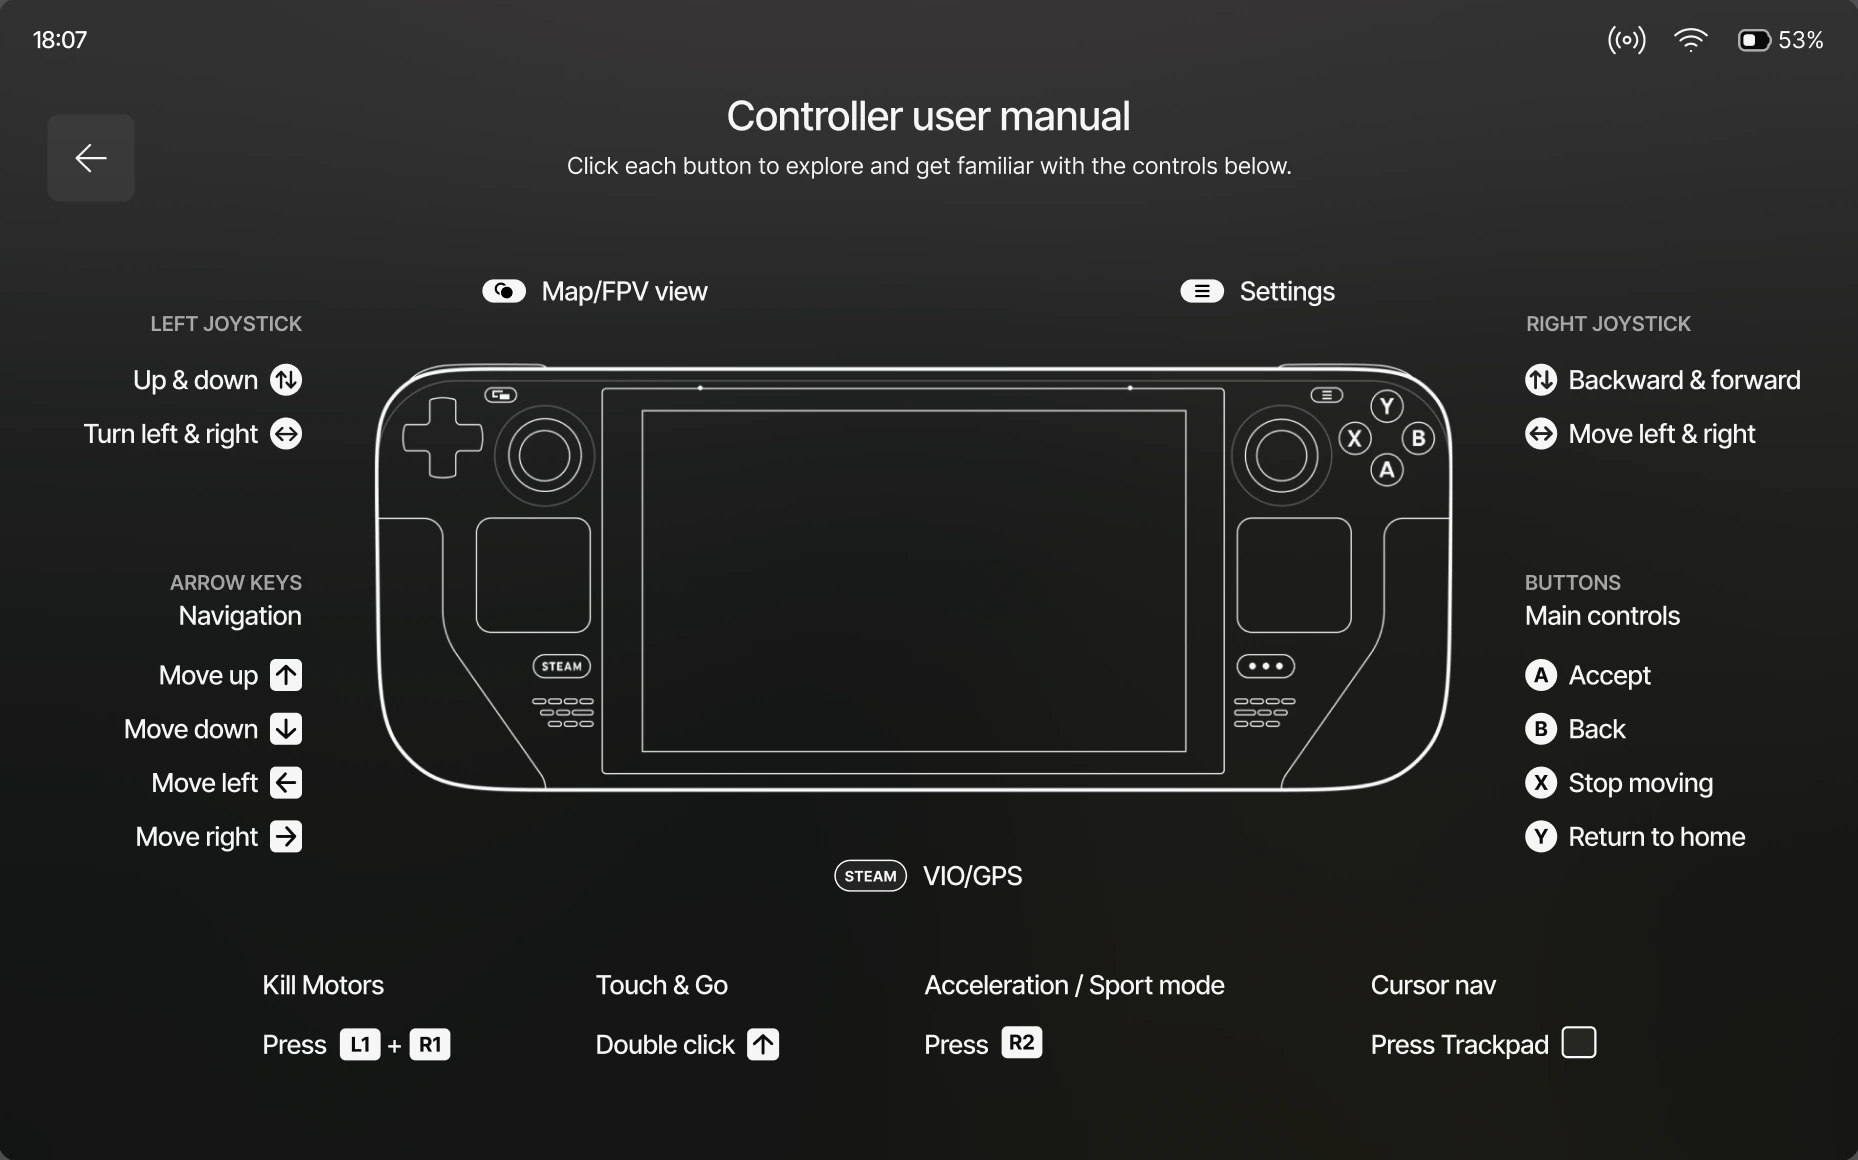 18:07
53%
Controller user manual
Click each button to explore and get familiar with the controls below.
Map/FPV view
Settings
LEFT JOYSTICK
Up & down
Turn left & right
RIGHT JOYSTICK
Backward & forward
Move left & right
Y
X B
A
STEAM
ARROW KEYS
Navigation
Move up
Move down
Move left
Move right
BUTTONS
Main controls
A Accept
B Back
X Stop moving
Y Return to home
STEAM VIO/GPS
Kill Motors
Press L1 + R1
Touch & Go
Double click
Acceleration / Sport mode
Press R2
Cursor nav
Press Trackpad